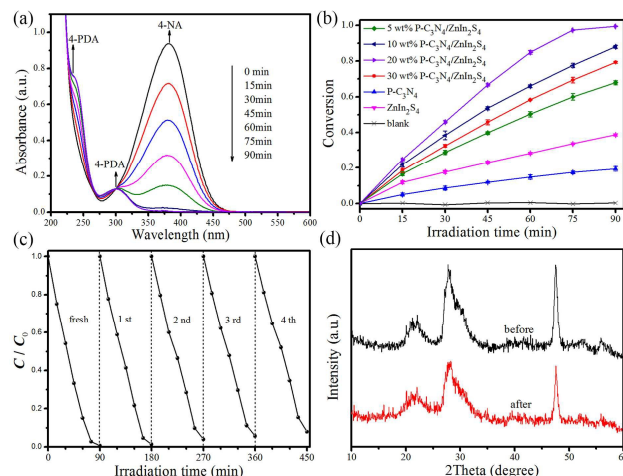 (a)
4-PDA
4-NA
4-PDA
0 min
15min
30min
45min
60min
75min
90min
Absorbance (a.u.)
1.0
0.8
0.6
0.4
0.2
0.0
200 250 300 350 400 450 500 550 600
Wavelength (nm)
(b)
5 wt% P-C3N4/ZnIn2S4
10 wt% P-C3N4/ZnIn2S4
20 wt% P-C3N4/ZnIn2S4
30 wt% P-C3N4/ZnIn2S4
P-C3N4
ZnIn2S4
blank
Conversion
1.0
0.8
0.6
0.4
0.2
0.0
0 15 30 45 60 75 90
Irradiation time (min)
(c)
fresh 1 st 2 nd 3 rd 4 th
C / C0
1.0
0.8
0.6
0.4
0.2
0.0
0 90 180 270 360 450
Irradiation time (min)
(d)
before
after
Intensity (a.u)
10 20 30 40 50 60
2Theta (degree)